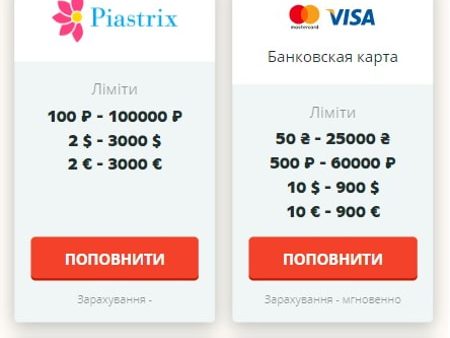 Piastrix
Ліміти
100 ₽ - 100000 ₽
2 $ - 3000 $
2 € - 3000 €
ПОПОВНИТИ
Зарахування -
mastercard VISA
Банковская карта
Ліміти
50 ₴ - 25000 ₴
500 ₽ - 60000 ₽
10 $ - 900 $
10 € - 900 €
ПОПОВНИТИ
Зарахування - мгновенно